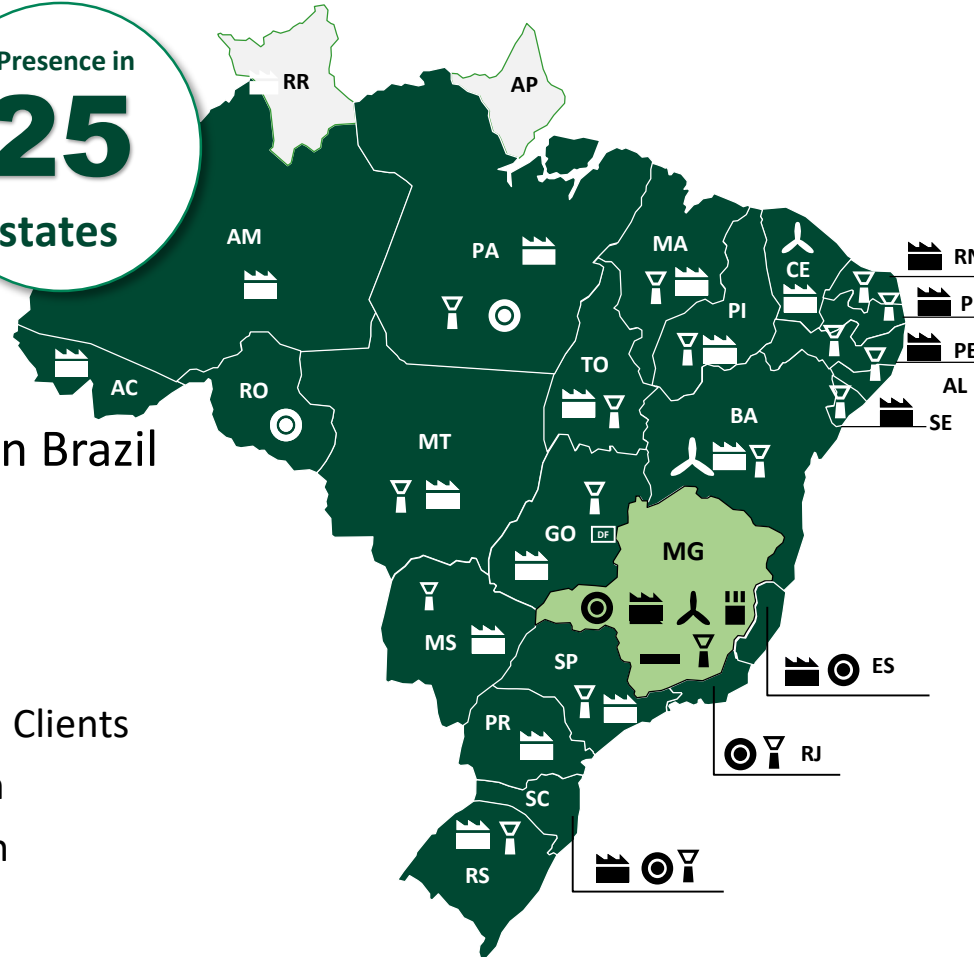 Presence in
25
states
RR
AP
AM
PA
MA
CE
RN
PI
P
PE
TO
AL
AC
RO
BA
SE
n Brazil
MT
GO
DF
MG
MS
SP
ES
Clients
PR
RJ
SC
n
RS